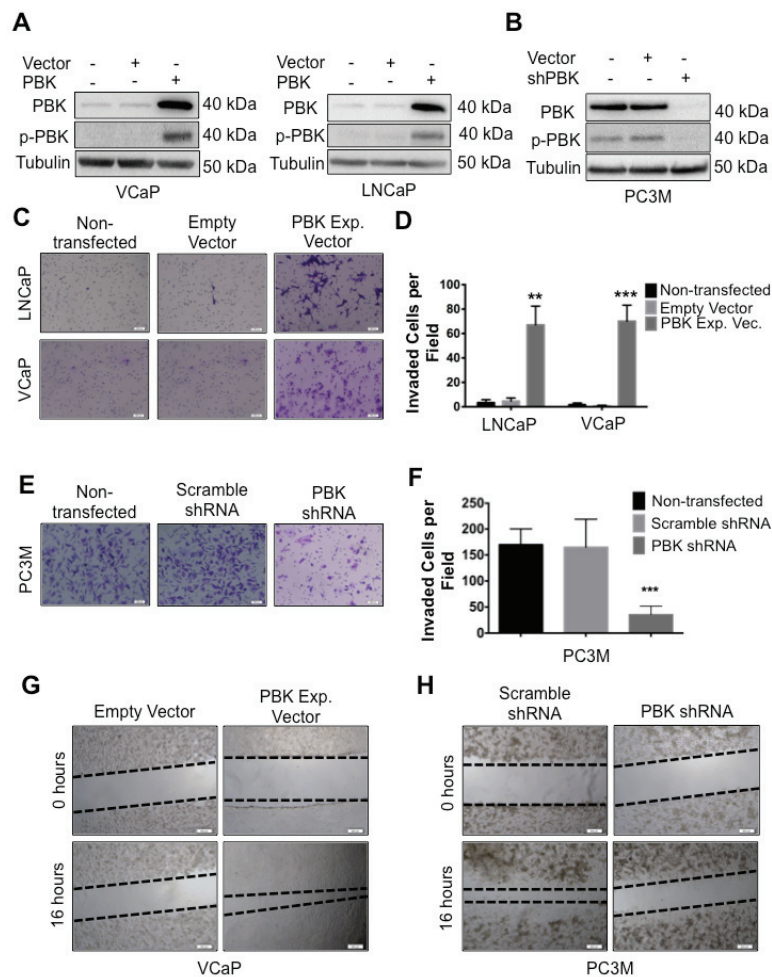 A
Vector - + -
PBK - - +
PBK 40 kDa
p-PBK 40 kDa
Tubulin 50 kDa
VCaP
Vector - + -
PBK - - +
PBK 40 kDa
p-PBK 40 kDa
Tubulin 50 kDa
LNCaP
B
Vector - + -
shPBK - - +
PBK 40 kDa
p-PBK 40 kDa
Tubulin 50 kDa
PC3M
C
Non-
transfected
Empty
Vector
PBK Exp.
Vector
LNCaP
VCaP
D
Invaded Cells per
Field
100
80
60
40
20
0
** ***
LNCaP VCaP
Non-transfected
Empty Vector
PBK Exp. Vec.
E
Non-
transfected
Scramble
shRNA
PBK
shRNA
PC3M
F
Invaded Cells per
Field
250
200
150
100
50
0
***
PC3M
Non-transfected
Scramble shRNA
PBK shRNA
G
Empty Vector
PBK Exp.
Vector
0 hours
16 hours
VCaP
H
Scramble
shRNA
PBK shRNA
0 hours
16 hours
PC3M